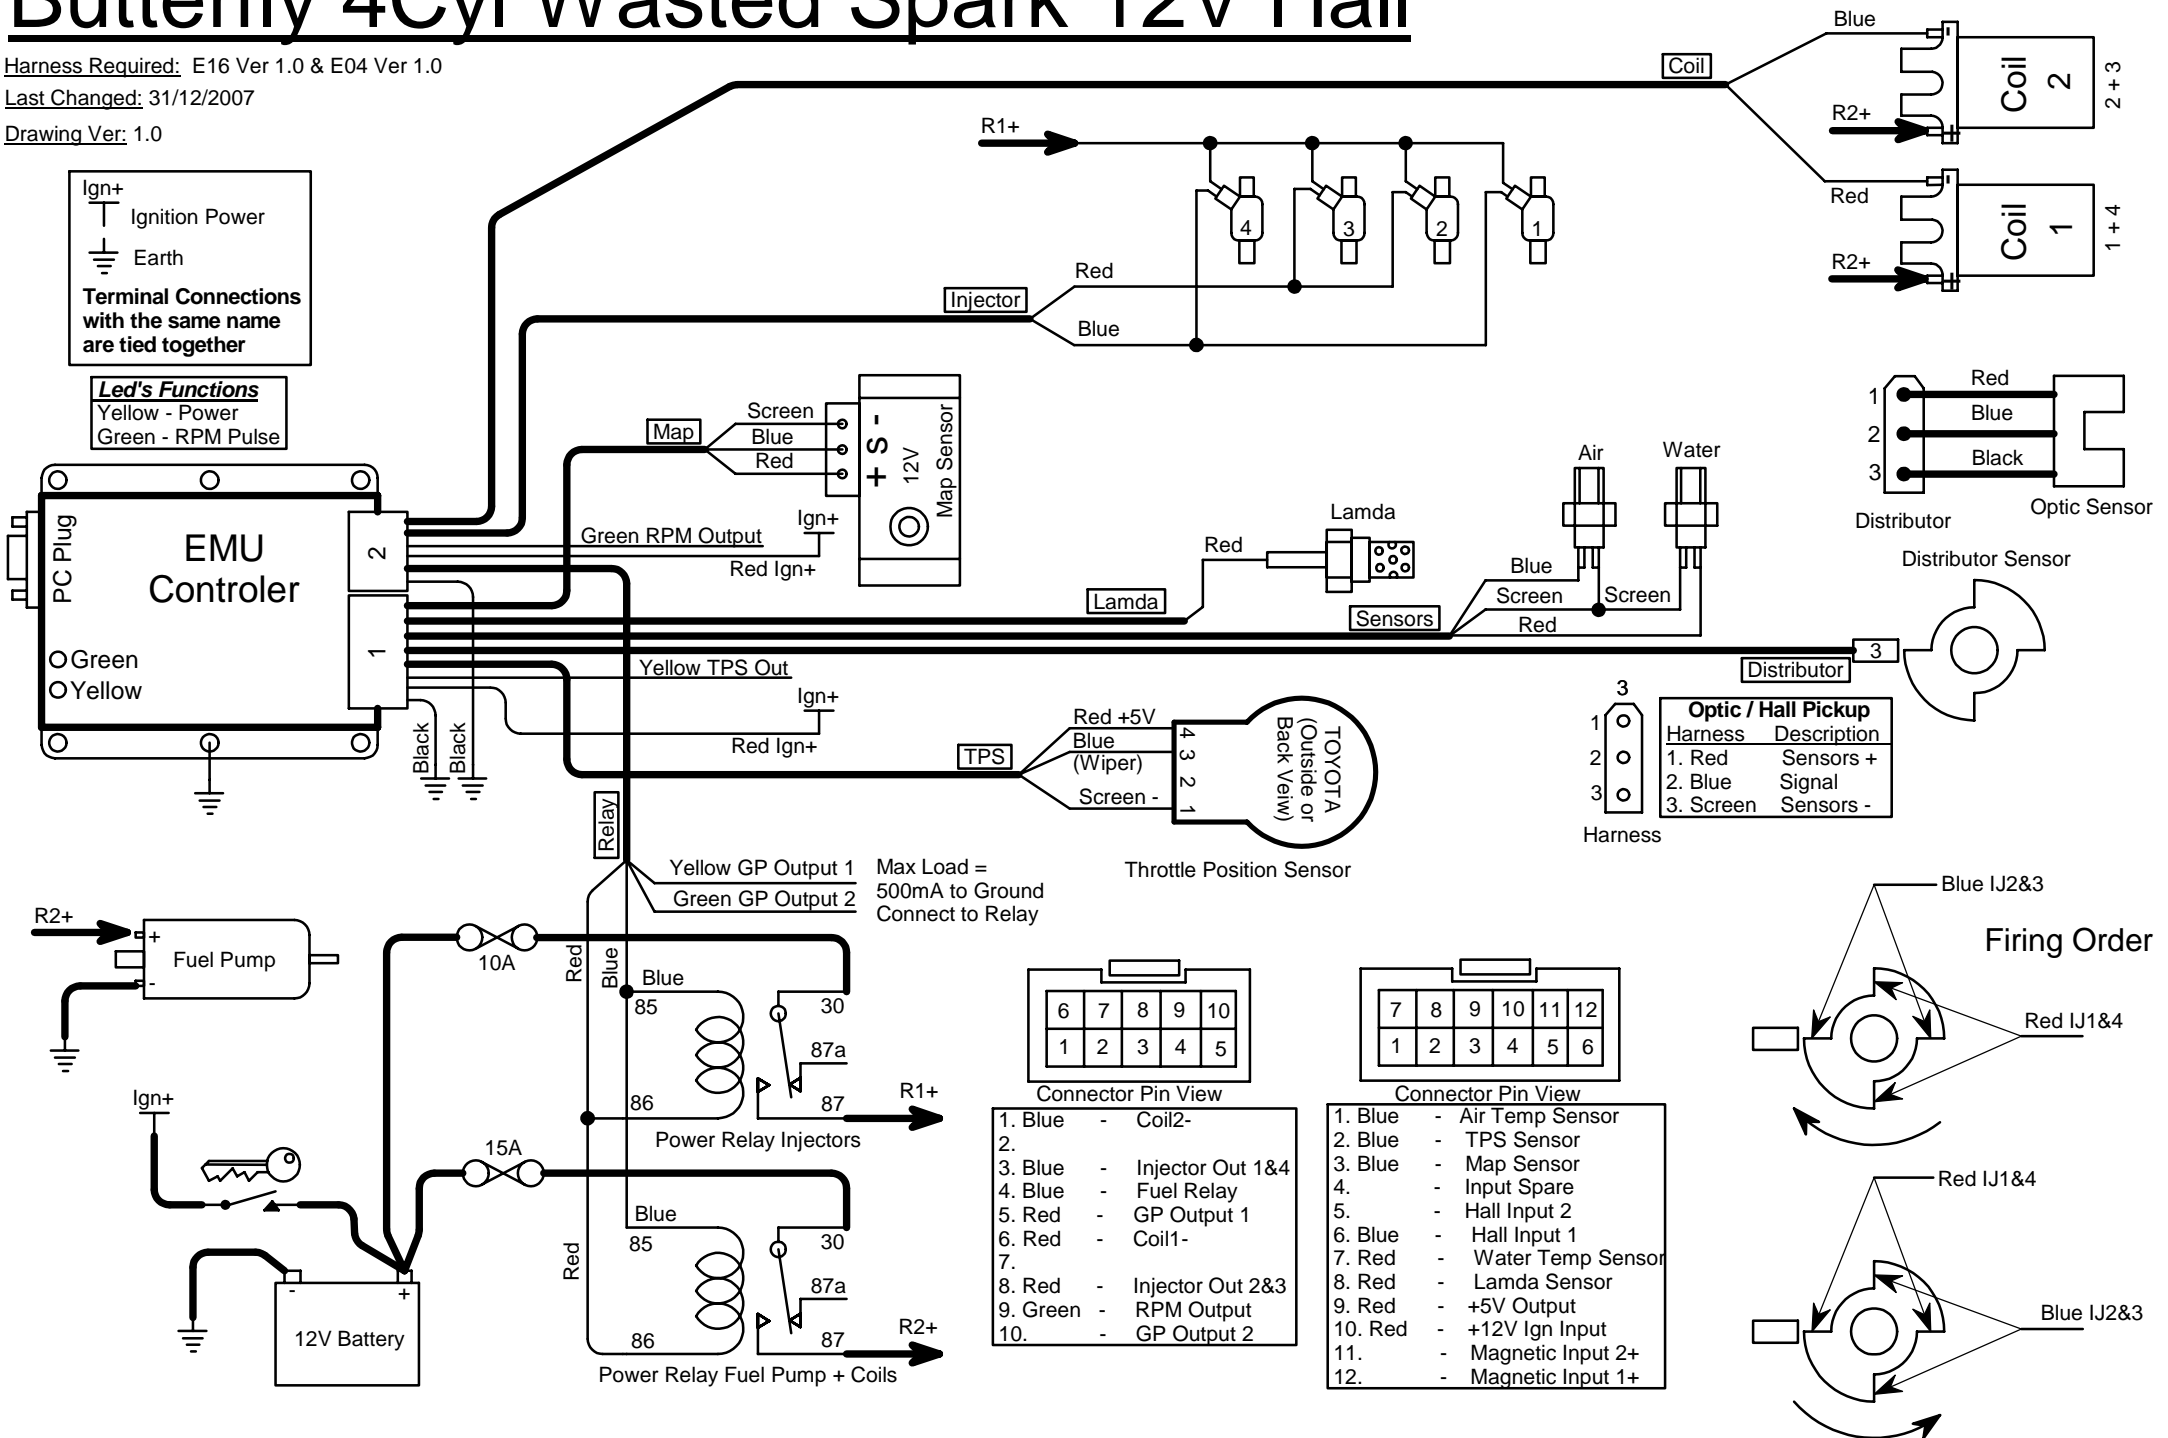 Butterfly 4Cyl Wasted Spark 12V Hall
Harness Required: E16 Ver 1.0 & E04 Ver 1.0
Last Changed: 31/12/2007
Drawing Ver: 1.0
Ign+
Ignition Power
Earth
Terminal Connections
with the same name
are tied together
Led's Functions
Yellow - Power
Green - RPM Pulse
PC Plug
EMU
Controler
Green
Yellow
2
1
Black
Black
Coil
Blue
R2+
Coil
2
2 + 3
Red
R2+
Coil
1
1 + 4
R1+
4
3
2
1
Injector
Red
Blue
Map
Screen
Blue
Red
+ S -
12V
Map Sensor
Green RPM Output
Ign+
Red Ign+
Lamda
Red
Lamda
Sensors
Air
Water
Blue
Screen
Screen
Red
1
2
3
Red
Blue
Black
Distributor
Optic Sensor
Distributor Sensor
Distributor
3
Yellow TPS Out
Ign+
Red Ign+
TPS
Red +5V
Blue
(Wiper)
Screen -
4
3
2
1
TOYOTA
(Outside or
Back Veiw)
Throttle Position Sensor
3
1
2
3
Harness
Optic / Hall Pickup
Harness Description
1. Red Sensors +
2. Blue Signal
3. Screen Sensors -
Relay
Yellow GP Output 1
Green GP Output 2
Max Load =
500mA to Ground
Connect to Relay
R2+
+
-
Fuel Pump
10A
Red
Blue
Blue
85
86
30
87a
87
R1+
Power Relay Injectors
Ign+
15A
Red
Blue
85
86
30
87a
87
R2+
Power Relay Fuel Pump + Coils
-
+
12V Battery
6 7 8 9 10
1 2 3 4 5
Connector Pin View
1. Blue - Coil2-
2.
3. Blue - Injector Out 1&4
4. Blue - Fuel Relay
5. Red - GP Output 1
6. Red - Coil1-
7.
8. Red - Injector Out 2&3
9. Green - RPM Output
10. - GP Output 2
7 8 9 10 11 12
1 2 3 4 5 6
Connector Pin View
1. Blue - Air Temp Sensor
2. Blue - TPS Sensor
3. Blue - Map Sensor
4. - Input Spare
5. - Hall Input 2
6. Blue - Hall Input 1
7. Red - Water Temp Sensor
8. Red - Lamda Sensor
9. Red - +5V Output
10. Red - +12V Ign Input
11. - Magnetic Input 2+
12. - Magnetic Input 1+
Blue IJ2&3
Firing Order
Red IJ1&4
Red IJ1&4
Blue IJ2&3